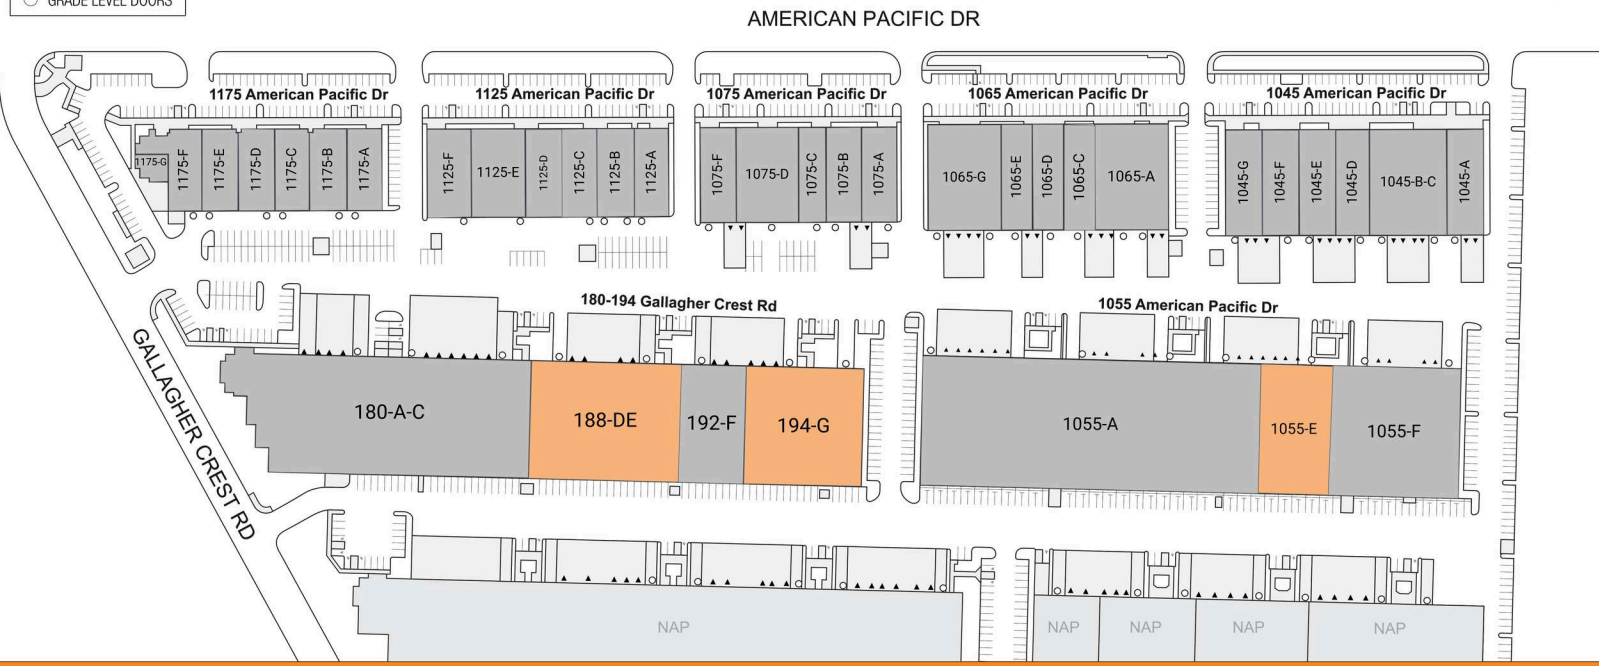 GRADE LEVEL DOORS
AMERICAN PACIFIC DR
1175 American Pacific Dr
1125 American Pacific Dr
1075 American Pacific Dr
1065 American Pacific Dr
1045 American Pacific Dr
1175-G
1175-F
1175-E
1175-D
1175-C
1175-B
1175-A
1125-F
1125-E
1125-D
1125-C
1125-B
1125-A
1075-F
1075-D
1075-C
1075-B
1075-A
1065-G
1065-E
1065-D
1065-C
1065-A
1045-G
1045-F
1045-E
1045-D
1045-B-C
1045-A
180-194 Gallagher Crest Rd
1055 American Pacific Dr
GALLAGHER CREST RD
180-A-C
188-DE
192-F
194-G
1055-A
1055-E
1055-F
NAP
NAP
NAP
NAP
NAP